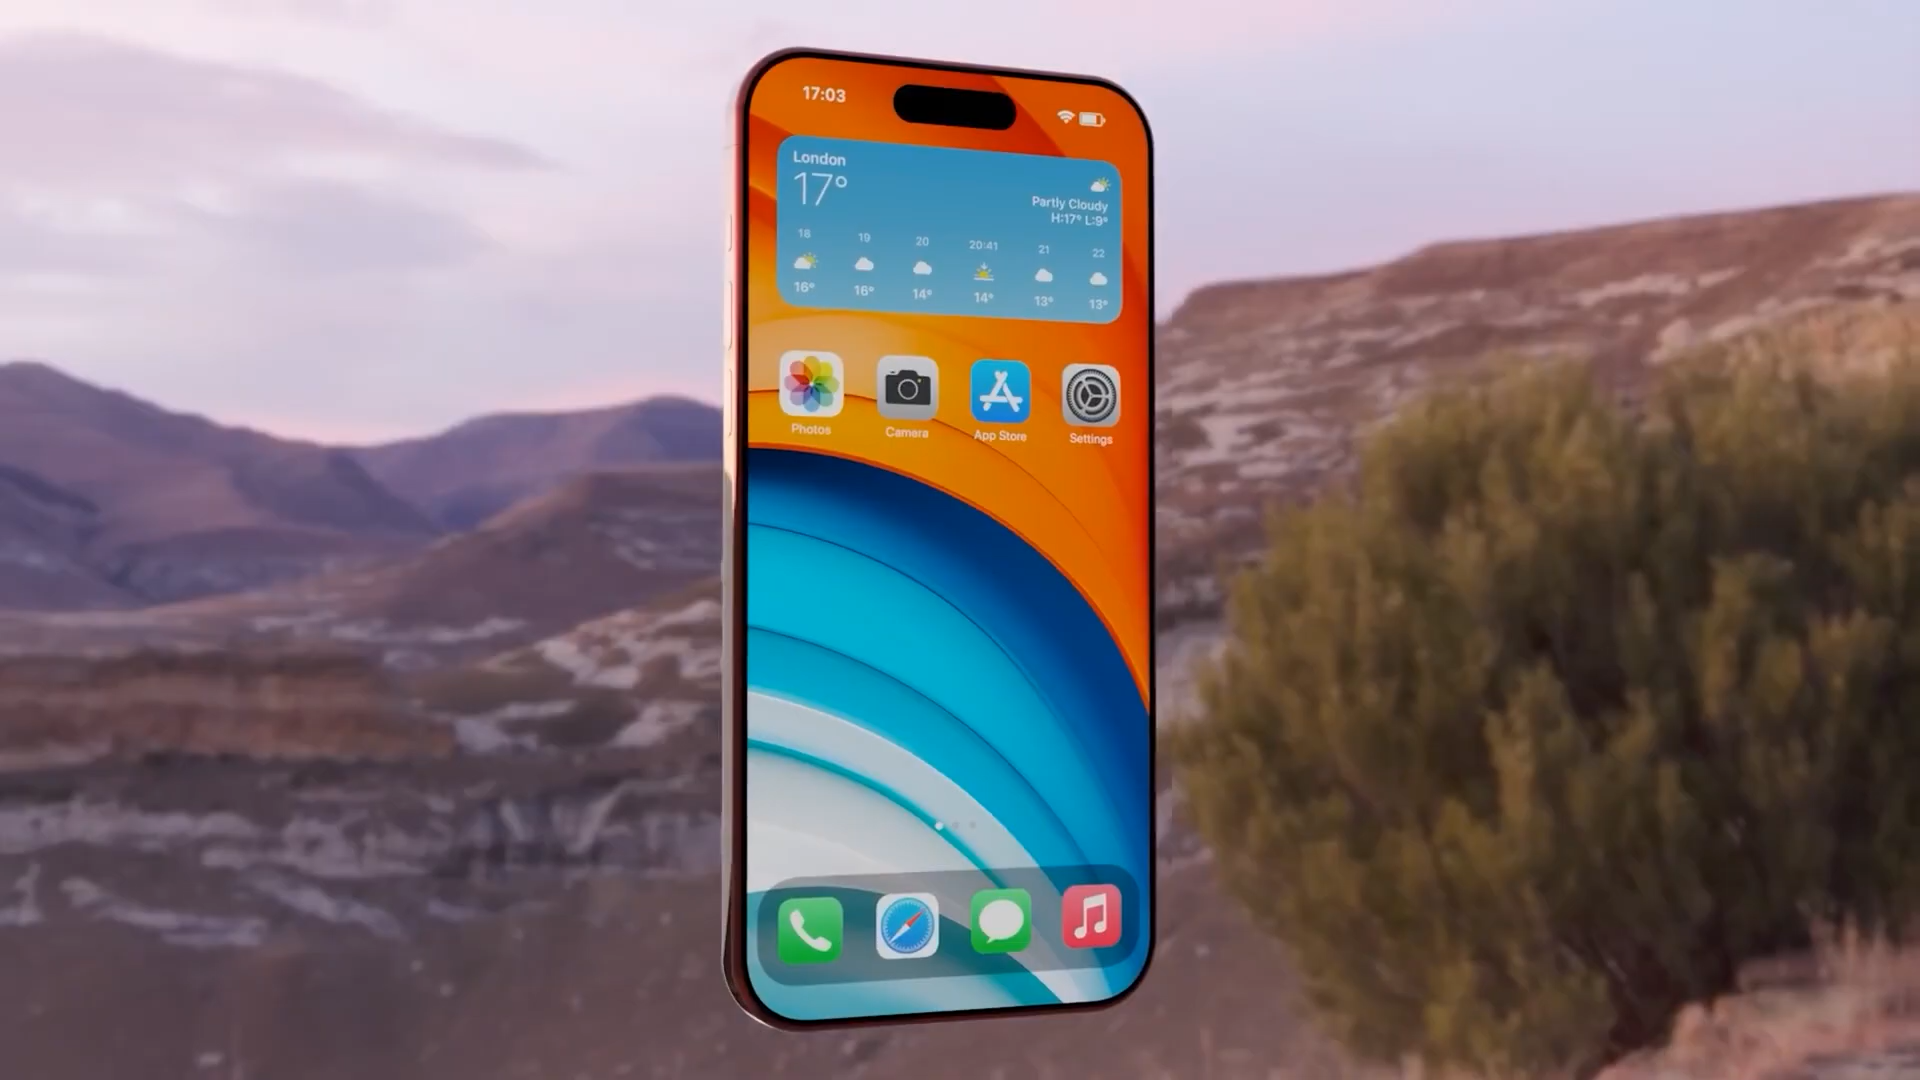 17:03
London
17°
Partly Cloudy
H:17° L:9°
18 19 20 20:41 21 22
16° 16° 14° 14° 13° 13°
Photos Camera App Store Settings